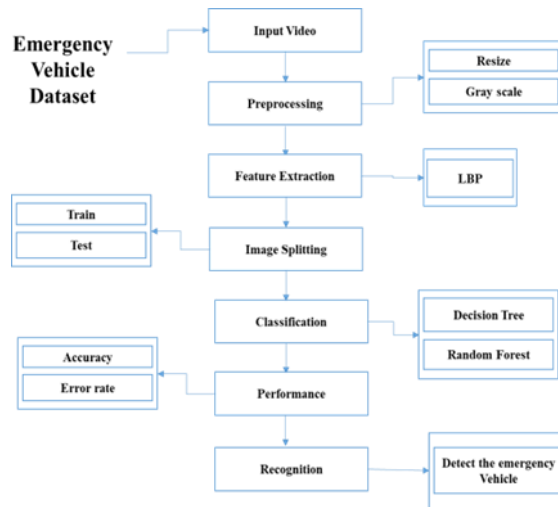 Emergency
Vehicle
Dataset
Input Video
Preprocessing
Resize
Gray scale
Feature Extraction
LBP
Train
Test
Image Splitting
Classification
Decision Tree
Random Forest
Accuracy
Error rate
Performance
Recognition
Detect the emergency
Vehicle